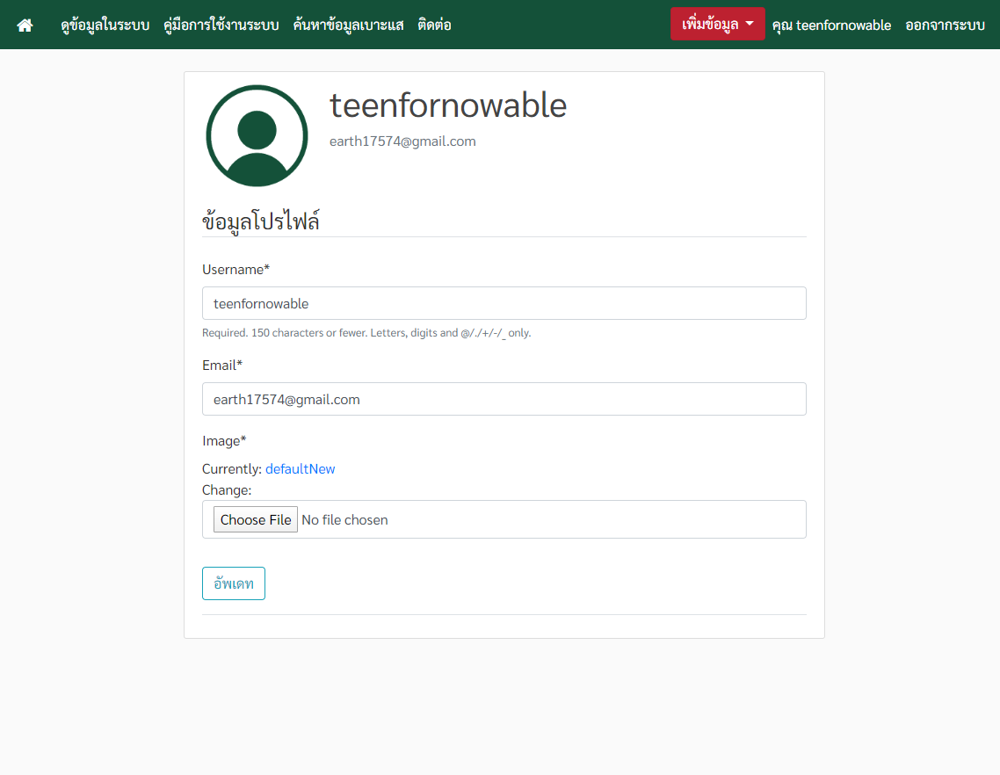 ดูข้อมูลในระบบ คู่มือการใช้งานระบบ ค้นหาข้อมูลเบาะแส ติดต่อ เพิ่มข้อมูล คุณ teenfornowable ออกจากระบบ
teenfornowable
earth17574@gmail.com
ข้อมูลโปรไฟล์
Username*
teenfornowable
Required. 150 characters or fewer. Letters, digits and @/./+/-/_ only.
Email*
earth17574@gmail.com
Image*
Currently: defaultNew
Change:
Choose File No file chosen
อัพเดท